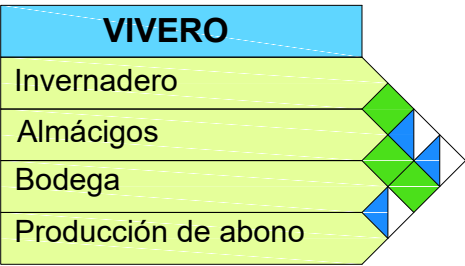 VIVERO
Invernadero
Almácigos
Bodega
Producción de abono